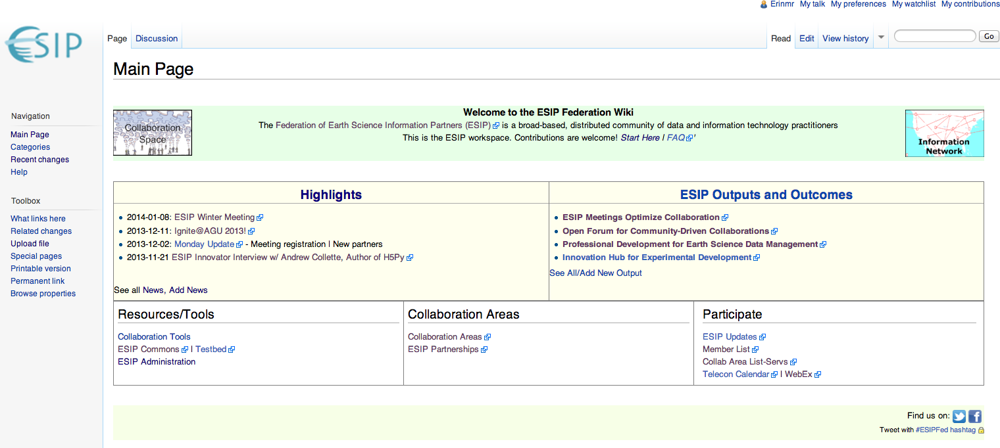 Erinmr My talk My preferences My watchlist My contributions
ESIP
Page Discussion Read Edit View history Go
Main Page
Navigation
Main Page
Categories
Recent changes
Help
Toolbox
What links here
Related changes
Upload file
Special pages
Printable version
Permanent link
Browse properties
Collaboration
Space
Welcome to the ESIP Federation Wiki
The Federation of Earth Science Information Partners (ESIP) is a broad-based, distributed community of data and information technology practitioners
This is the ESIP workspace. Contributions are welcome! Start Here | FAQ '
Information
Network
Highlights
2014-01-08: ESIP Winter Meeting
2013-12-11: Ignite@AGU 2013!
2013-12-02: Monday Update - Meeting registration | New partners
2013-11-21 ESIP Innovator Interview w/ Andrew Collette, Author of H5Py
See all News, Add News
ESIP Outputs and Outcomes
ESIP Meetings Optimize Collaboration
Open Forum for Community-Driven Collaborations
Professional Development for Earth Science Data Management
Innovation Hub for Experimental Development
See All/Add New Output
Resources/Tools
Collaboration Tools
ESIP Commons | Testbed
ESIP Administration
Collaboration Areas
Collaboration Areas
ESIP Partnerships
Participate
ESIP Updates
Member List
Collab Area List-Servs
Telecon Calendar | WebEx
Find us on:
Tweet with #ESIPFed hashtag